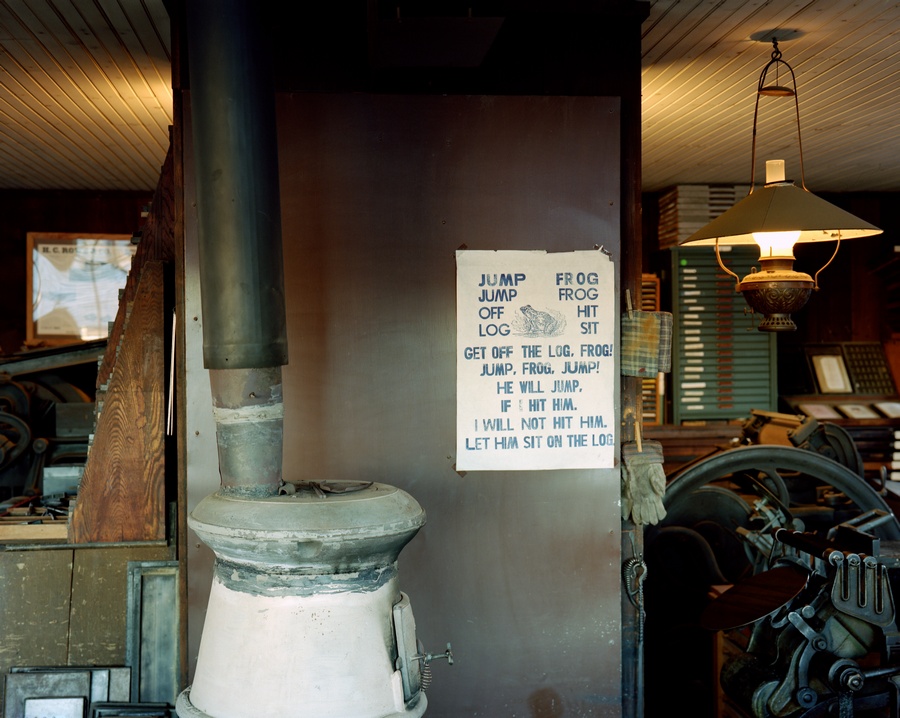 H. C. RO
JUMP FROG
JUMP FROG
OFF HIT
LOG SIT
GET OFF THE LOG, FROG!
JUMP, FROG, JUMP!
HE WILL JUMP,
IF I HIT HIM.
I WILL NOT HIT HIM.
LET HIM SIT ON THE LOG.